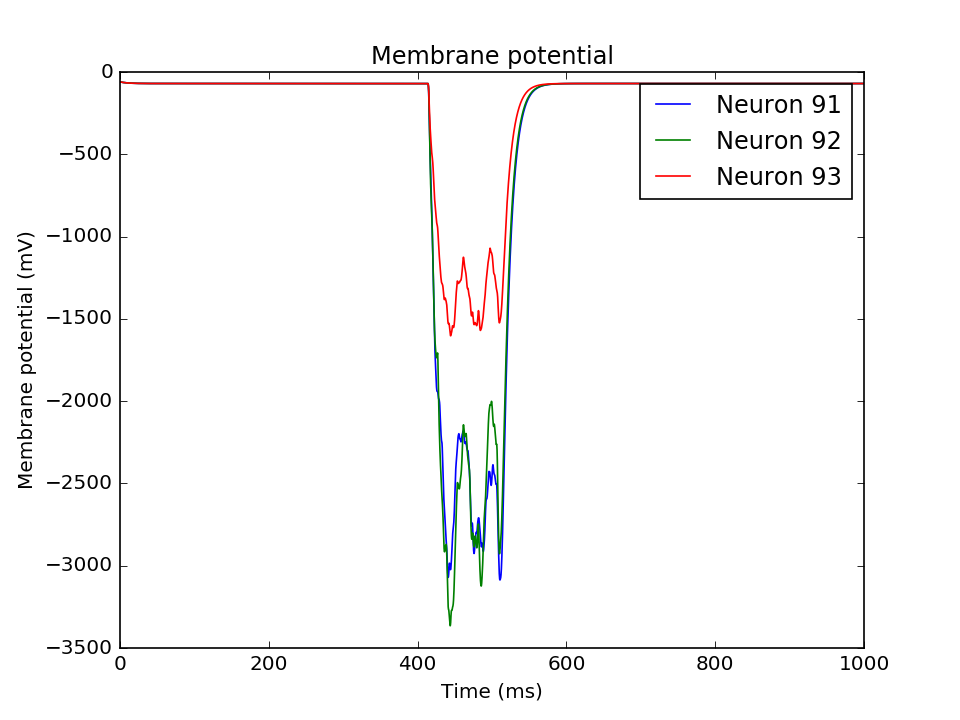 Membrane potential
0
−500
−1000
−1500
−2000
−2500
−3000
−3500
Membrane potential (mV)
Neuron 91
Neuron 92
Neuron 93
0 200 400 600 800 1000
Time (ms)